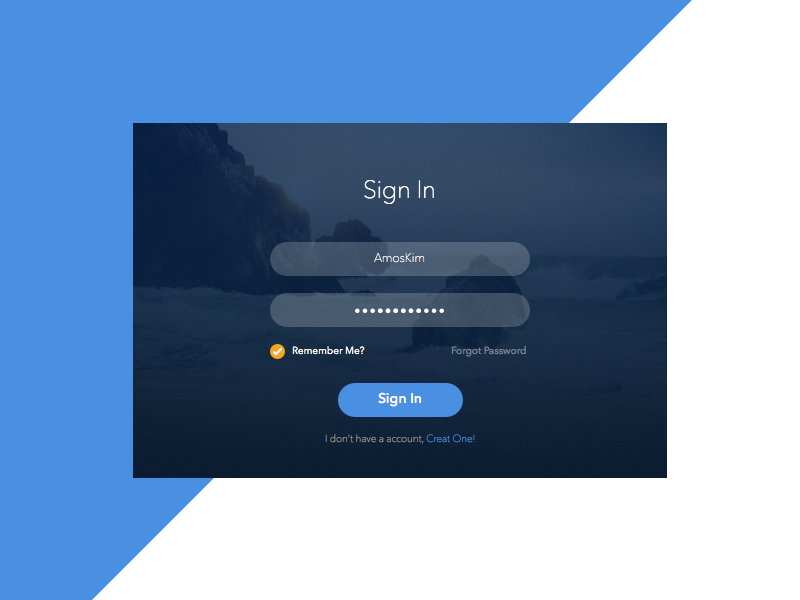 Sign In
AmosKim
••••••••••••
Remember Me?
Forgot Password
Sign In
I don't have a account, Creat One!